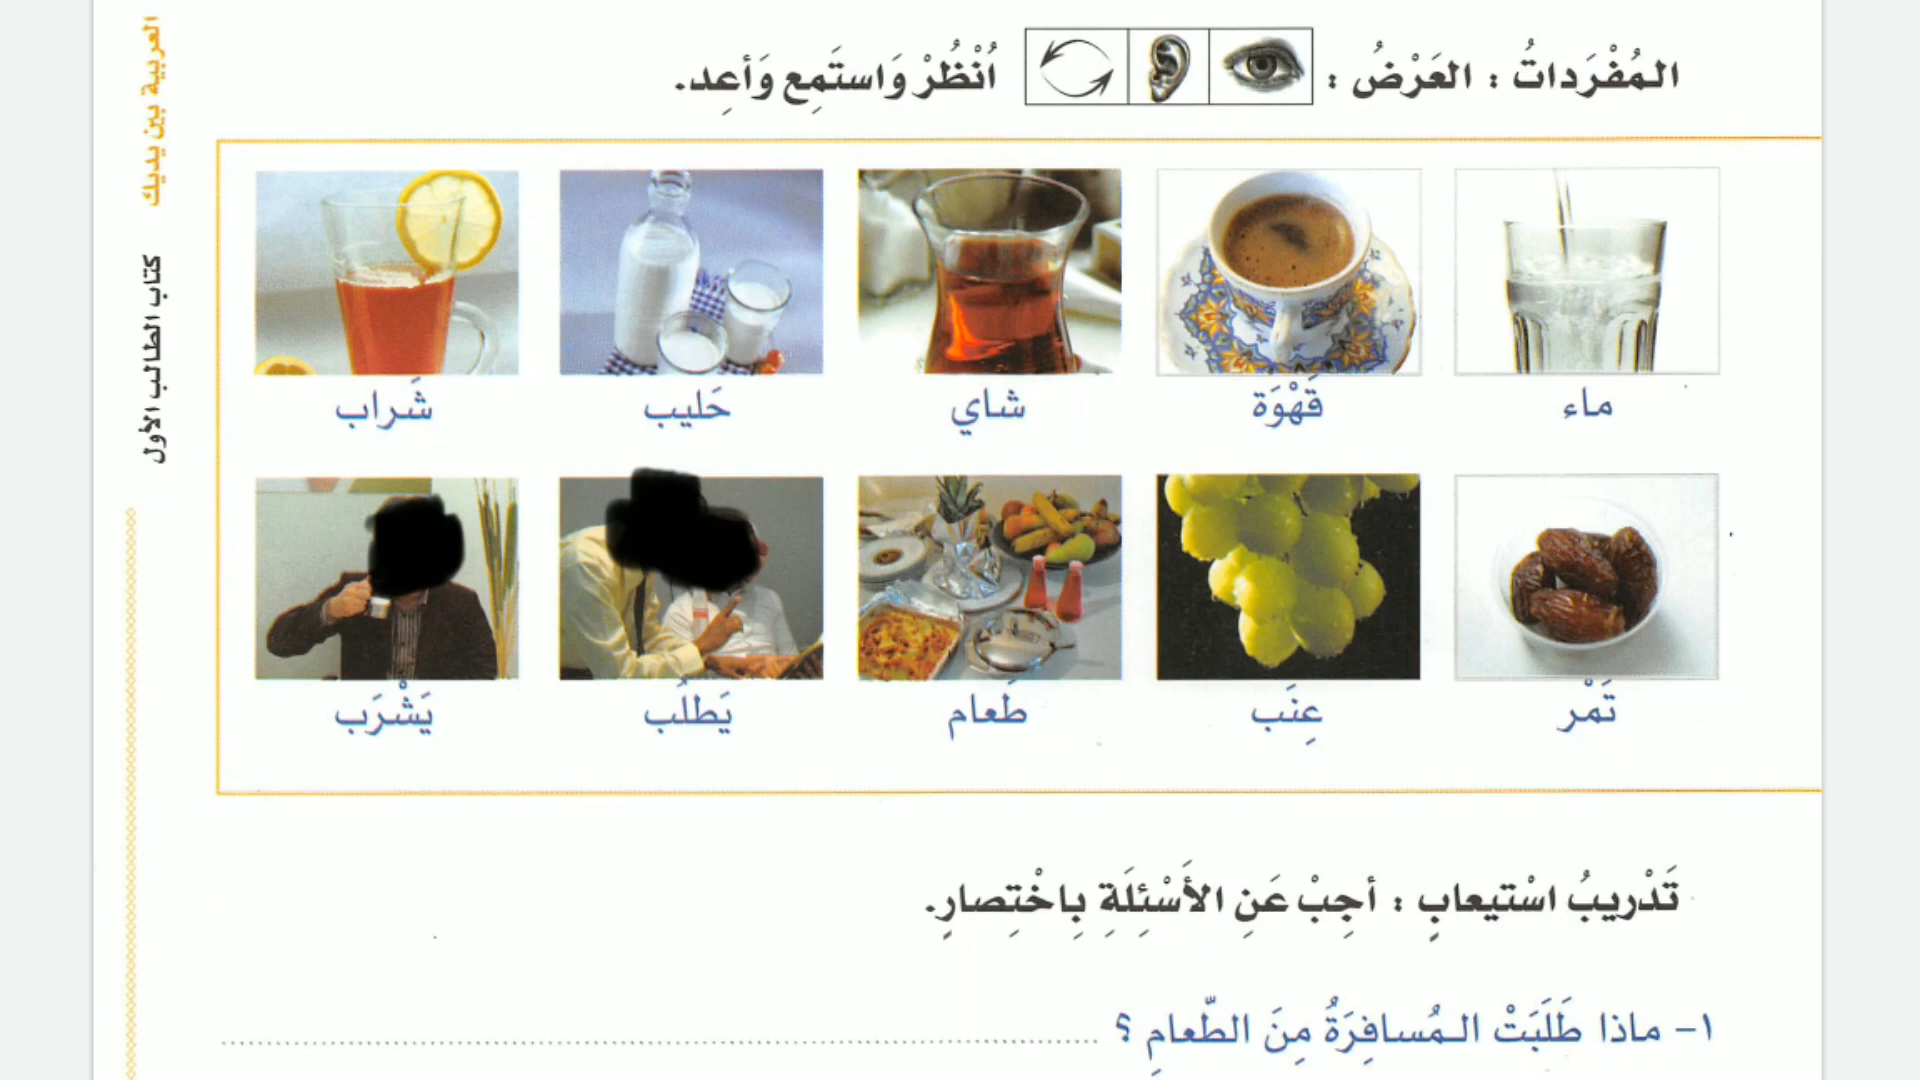 المُفْرَداتُ : العَرْضُ : اُنْظُرْ وَاستَمِع وَأعِد.
ماء
قَهْوَة
شاي
حَليب
شَراب
تَمْر
عِنَب
طَعام
يَطلُب
يَشْرَب
تَدْريبُ اسْتيعابٍ : أجِبْ عَنِ الأَسْئِلَةِ بِاخْتِصارٍ.
١- ماذا طَلَبَتْ المُسافِرَةُ مِنَ الطّعامِ ؟
العربية بين يديك
كتاب الطالب الأول